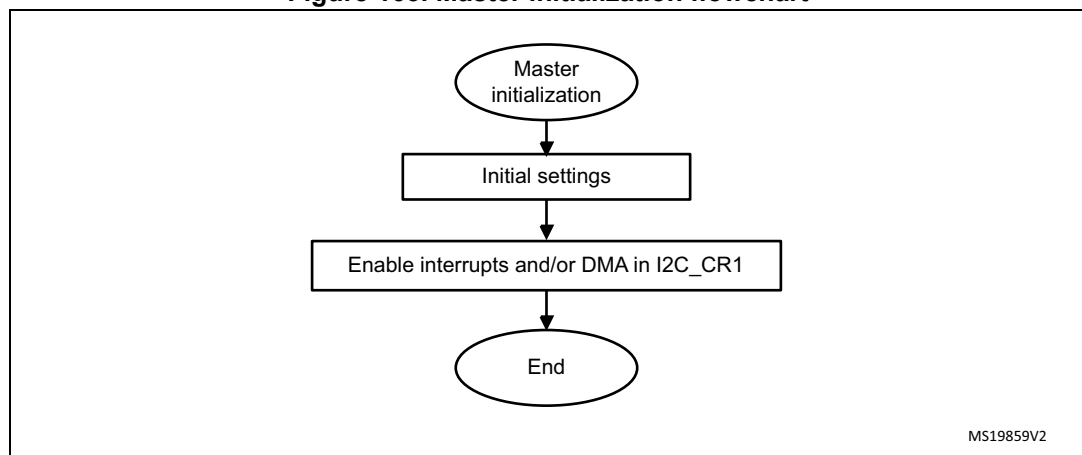 Master
initialization
Initial settings
Enable interrupts and/or DMA in I2C_CR1
End
MS19859V2